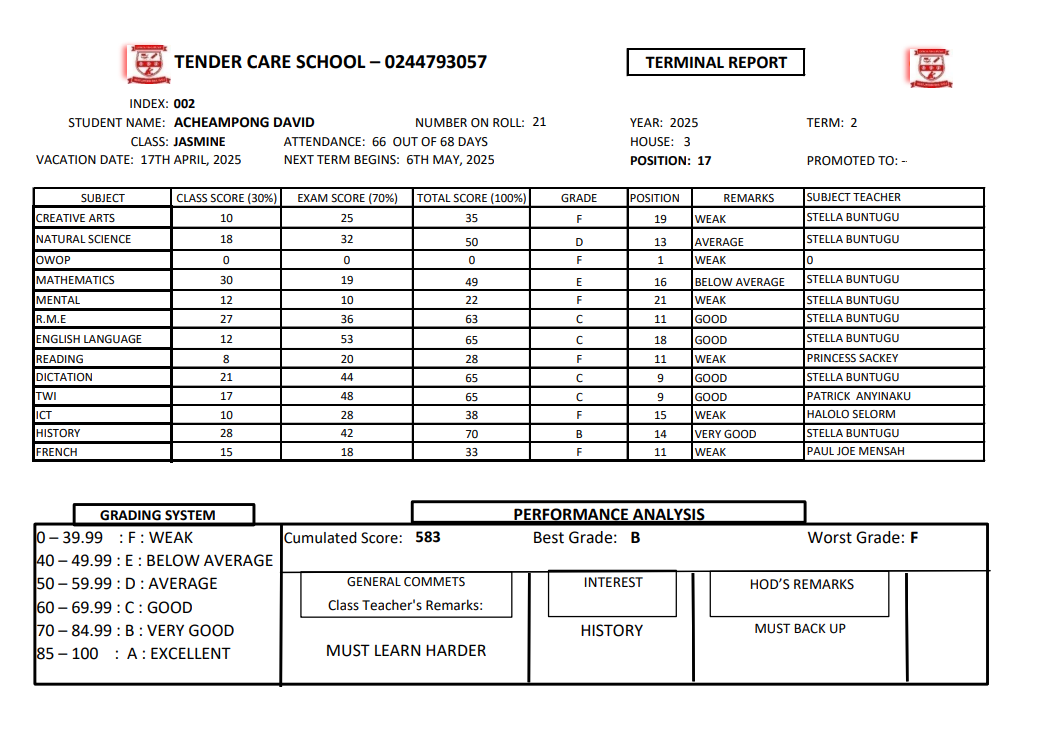 TENDER CARE SCHOOL – 0244793057
TERMINAL REPORT
INDEX: 002
STUDENT NAME: ACHEAMPONG DAVID NUMBER ON ROLL: 21 YEAR: 2025 TERM: 2
CLASS: JASMINE ATTENDANCE: 66 OUT OF 68 DAYS HOUSE: 3
VACATION DATE: 17TH APRIL, 2025 NEXT TERM BEGINS: 6TH MAY, 2025 POSITION: 17 PROMOTED TO: --
SUBJECT CLASS SCORE (30%) EXAM SCORE (70%) TOTAL SCORE (100%) GRADE POSITION REMARKS SUBJECT TEACHER
CREATIVE ARTS 10 25 35 F 19 WEAK STELLA BUNTUGU
NATURAL SCIENCE 18 32 50 D 13 AVERAGE STELLA BUNTUGU
OWOP 0 0 0 F 1 WEAK 0
MATHEMATICS 30 19 49 E 16 BELOW AVERAGE STELLA BUNTUGU
MENTAL 12 10 22 F 21 WEAK STELLA BUNTUGU
R.M.E 27 36 63 C 11 GOOD STELLA BUNTUGU
ENGLISH LANGUAGE 12 53 65 C 18 GOOD STELLA BUNTUGU
READING 8 20 28 F 11 WEAK PRINCESS SACKEY
DICTATION 21 44 65 C 9 GOOD STELLA BUNTUGU
TWI 17 48 65 C 9 GOOD PATRICK ANYINAKU
ICT 10 28 38 F 15 WEAK HALOLO SELORM
HISTORY 28 42 70 B 14 VERY GOOD STELLA BUNTUGU
FRENCH 15 18 33 F 11 WEAK PAUL JOE MENSAH
GRADING SYSTEM
0 – 39.99 : F : WEAK
40 – 49.99 : E : BELOW AVERAGE
50 – 59.99 : D : AVERAGE
60 – 69.99 : C : GOOD
70 – 84.99 : B : VERY GOOD
85 – 100 : A : EXCELLENT
PERFORMANCE ANALYSIS
Cumulated Score: 583 Best Grade: B Worst Grade: F
GENERAL COMMETS
Class Teacher's Remarks:
MUST LEARN HARDER
INTEREST
HISTORY
HOD'S REMARKS
MUST BACK UP